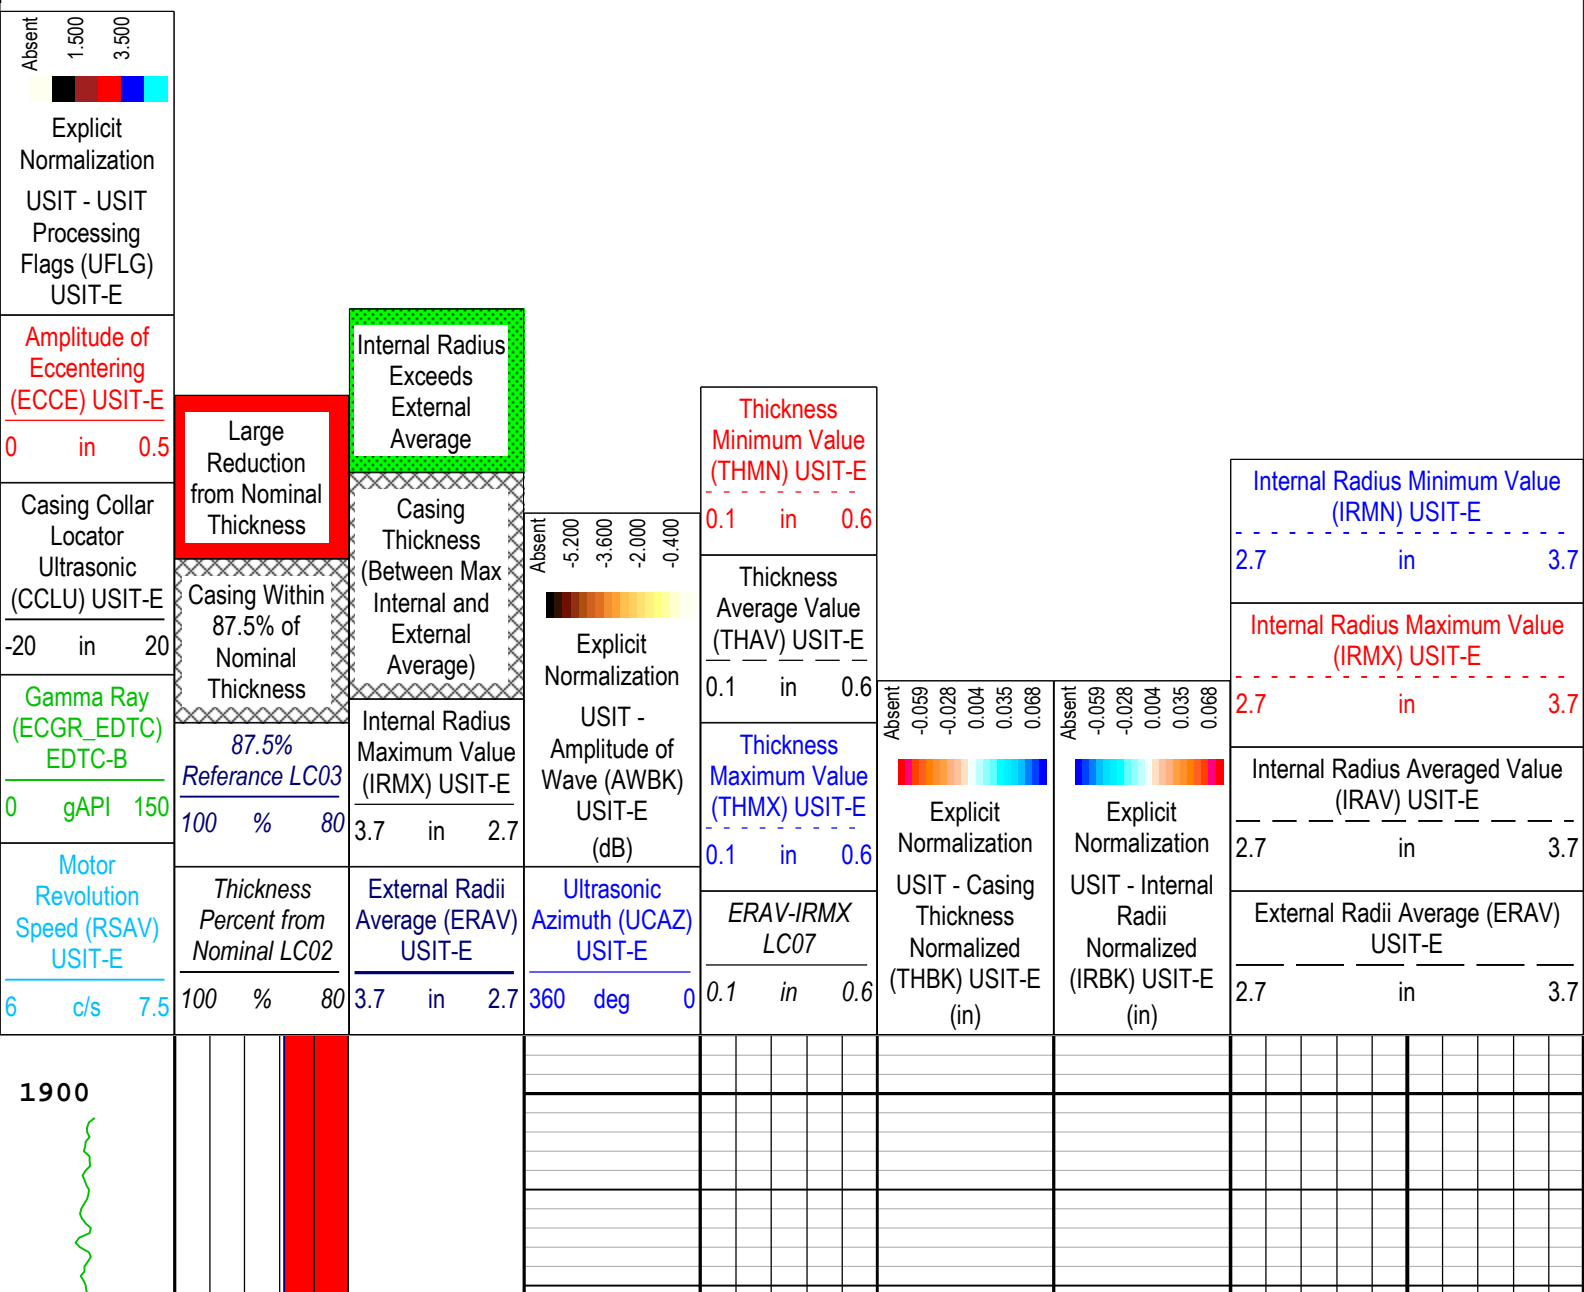 Absent
1.500
3.500
Explicit
Normalization
USIT - USIT
Processing
Flags (UFLG)
USIT-E
Amplitude of
Eccentering
(ECCE) USIT-E
0 in 0.5
Casing Collar
Locator
Ultrasonic
(CCLU) USIT-E
-20 in 20
Gamma Ray
(ECGR_EDTC)
EDTC-B
0 gAPI 150
Motor
Revolution
Speed (RSAV)
USIT-E
6 c/s 7.5
Large
Reduction
from Nominal
Thickness
Casing Within
87.5% of
Nominal
Thickness
87.5%
Referance LC03
100 % 80
Thickness
Percent from
Nominal LC02
100 % 80
Internal Radius
Exceeds
External
Average
Casing
Thickness
(Between Max
Internal and
External
Average)
Internal Radius
Maximum Value
(IRMX) USIT-E
3.7 in 2.7
External Radii
Average (ERAV)
USIT-E
3.7 in 2.7
Absent
-5.200
-3.600
-2.000
-0.400
Explicit
Normalization
USIT -
Amplitude of
Wave (AWBK)
USIT-E
(dB)
Ultrasonic
Azimuth (UCAZ)
USIT-E
360 deg 0
Thickness
Minimum Value
(THMN) USIT-E
0.1 in 0.6
Thickness
Average Value
(THAV) USIT-E
0.1 in 0.6
Thickness
Maximum Value
(THMX) USIT-E
0.1 in 0.6
ERAV-IRMX
LC07
0.1 in 0.6
Absent
-0.059
-0.028
0.004
0.035
0.068
Explicit
Normalization
USIT - Casing
Thickness
Normalized
(THBK) USIT-E
(in)
Absent
-0.059
-0.028
0.004
0.035
0.068
Explicit
Normalization
USIT - Internal
Radii
Normalized
(IRBK) USIT-E
(in)
Internal Radius Minimum Value
(IRMN) USIT-E
2.7 in 3.7
Internal Radius Maximum Value
(IRMX) USIT-E
2.7 in 3.7
Internal Radius Averaged Value
(IRAV) USIT-E
2.7 in 3.7
External Radii Average (ERAV)
USIT-E
2.7 in 3.7
1900